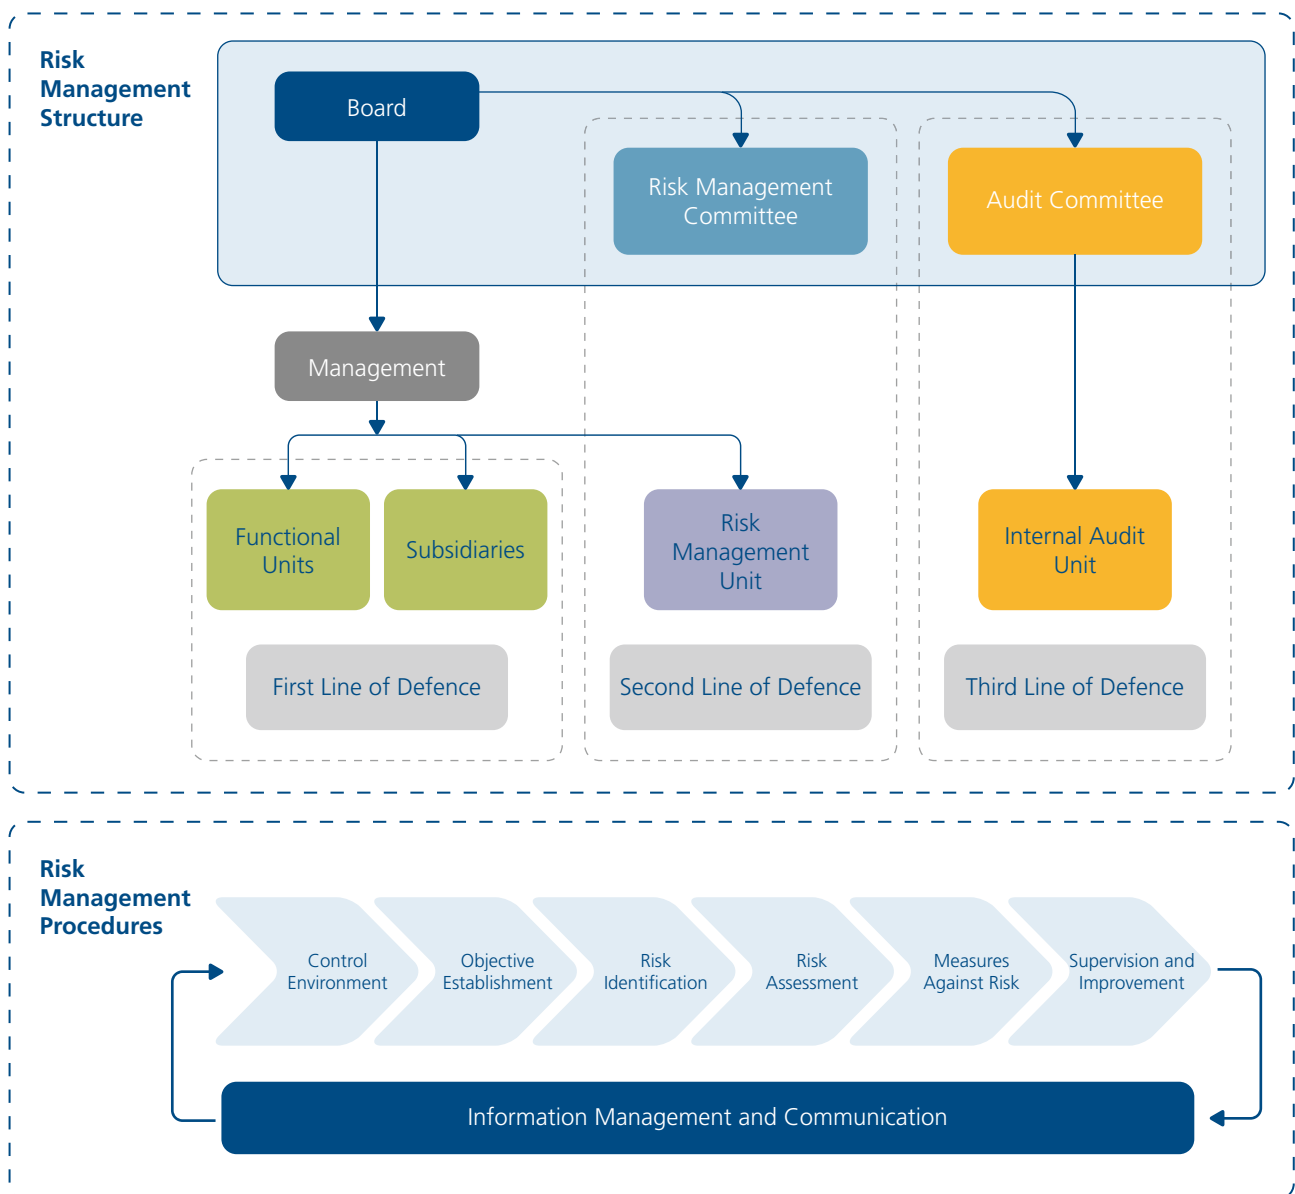 Risk
Management
Structure
Board
Risk Management
Committee
Audit Committee
Management
Functional
Units
Subsidiaries
Risk
Management
Unit
Internal Audit
Unit
First Line of Defence
Second Line of Defence
Third Line of Defence
Risk
Management
Procedures
Control
Environment
Objective
Establishment
Risk
Identification
Risk
Assessment
Measures
Against Risk
Supervision and
Improvement
Information Management and Communication